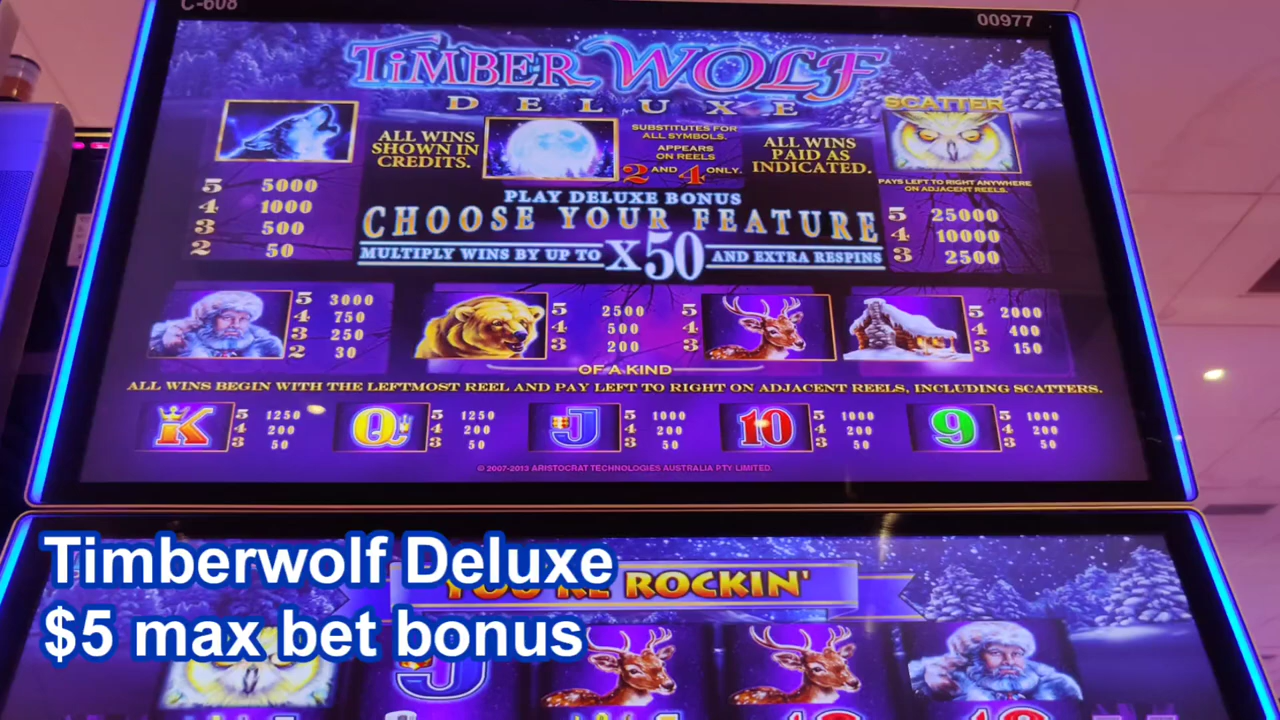 C-608
00977
TIMBER WOLF
DELUXE
SCATTER
ALL WINS
SHOWN IN
CREDITS.
SUBSTITUTES FOR
ALL SYMBOLS.
APPEARS
ON REELS
2 AND 4 ONLY.
ALL WINS
PAID AS
INDICATED.
PAYS LEFT TO RIGHT ANYWHERE
ON ADJACENT REELS.
5 5000
4 1000
3 500
2 50
PLAY DELUXE BONUS
CHOOSE YOUR FEATURE
MULTIPLY WINS BY UP TO X50 AND EXTRA RESPINS
5 25000
4 10000
3 2500
5 3000
4 750
3 250
2 30
5 2500
4 500
3 200
5
4
3
5 2000
4 400
3 150
OF A KIND
ALL WINS BEGIN WITH THE LEFTMOST REEL AND PAY LEFT TO RIGHT ON ADJACENT REELS, INCLUDING SCATTERS.
K 5 1250
4 200
3 50
Q 5 1250
4 200
3 50
J 5 1000
4 200
3 50
10 5 1000
4 200
3 50
9 5 1000
4 200
3 50
© 2007-2013 ARISTOCRAT TECHNOLOGIES AUSTRALIA PTY LIMITED.
YOU'RE ROCKIN'
Timberwolf Deluxe
$5 max bet bonus
J